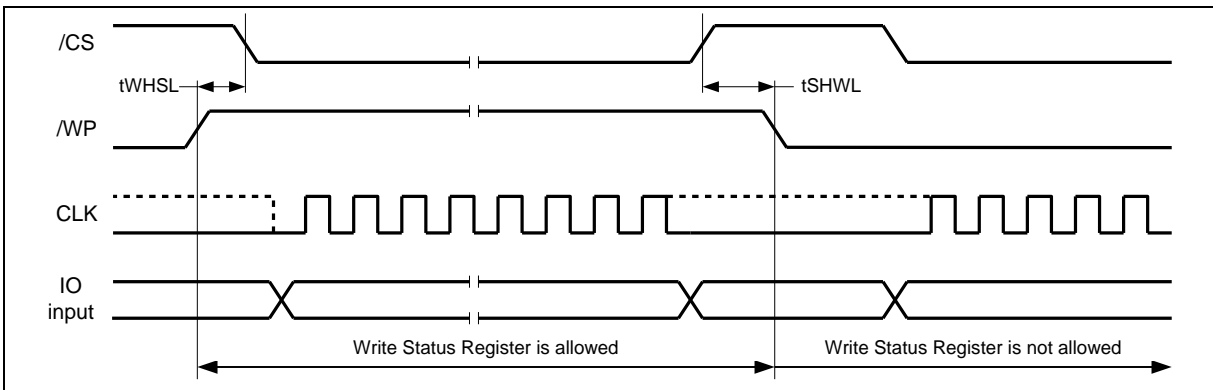 /CS
tWHSL
tSHWL
/WP
CLK
IO
input
Write Status Register is allowed
Write Status Register is not allowed